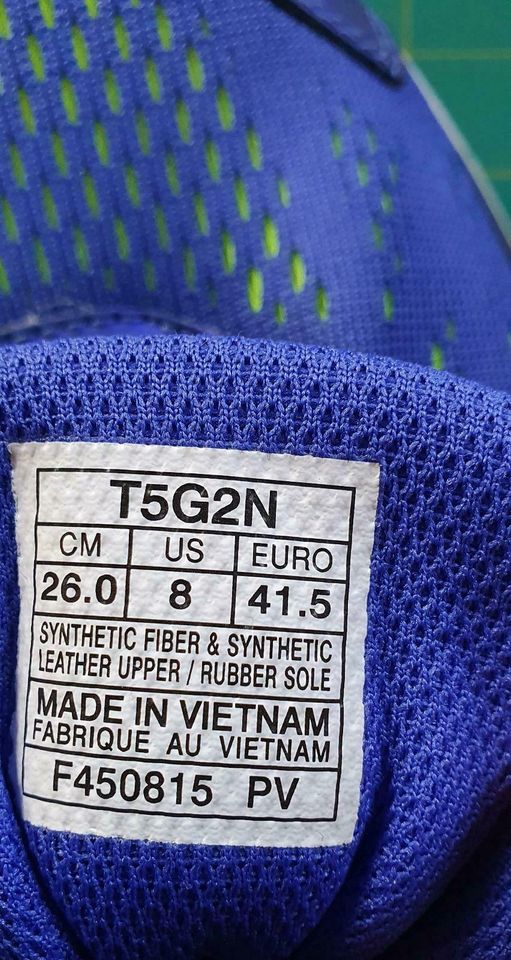 T5G2N
CM US EURO
26.0 8 41.5
SYNTHETIC FIBER & SYNTHETIC
LEATHER UPPER / RUBBER SOLE
MADE IN VIETNAM
FABRIQUE AU VIETNAM
F450815 PV